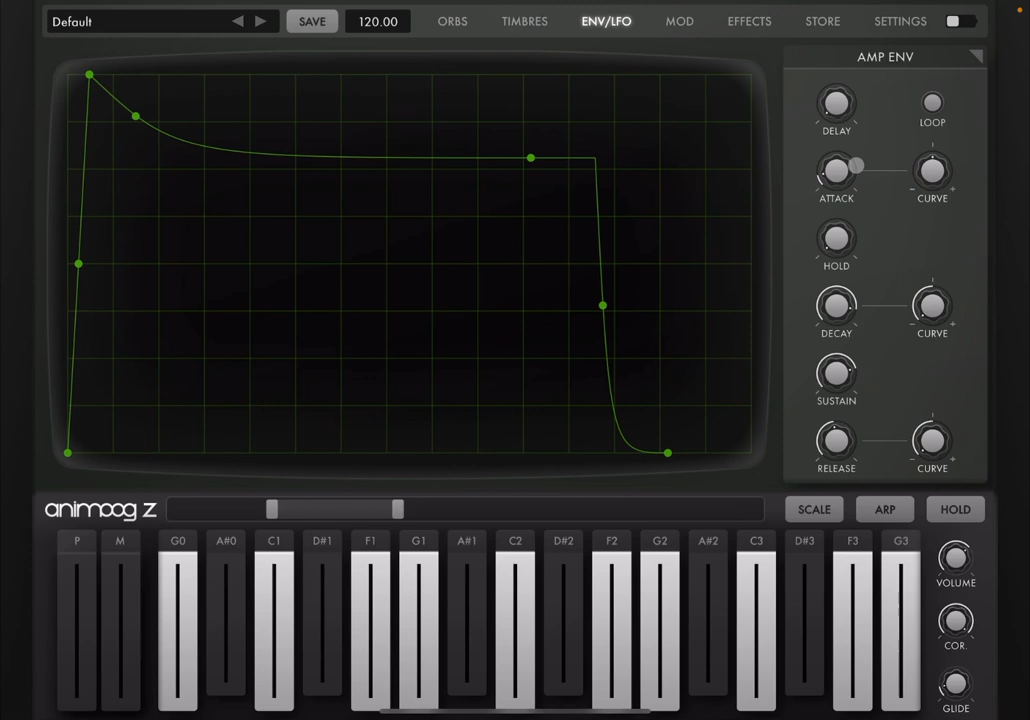 Default SAVE 120.00 ORBS TIMBRES ENV/LFO MOD EFFECTS STORE SETTINGS
AMP ENV
DELAY LOOP
ATTACK - CURVE +
HOLD
DECAY - CURVE +
SUSTAIN
RELEASE - CURVE +
animoog z SCALE ARP HOLD
P M G0 A#0 C1 D#1 F1 G1 A#1 C2 D#2 F2 G2 A#2 C3 D#3 F3 G3
VOLUME
COR.
GLIDE